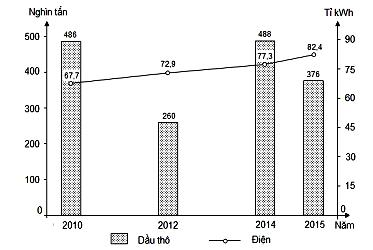 Nghìn tấn Tỉ kWh
500 486 488 90
67,7 72,9 77,3 82,4
400 376 75
300 260 60
45
200 30
100 15
0 0
2010 2012 2014 2015 Năm
Dầu thô Điện